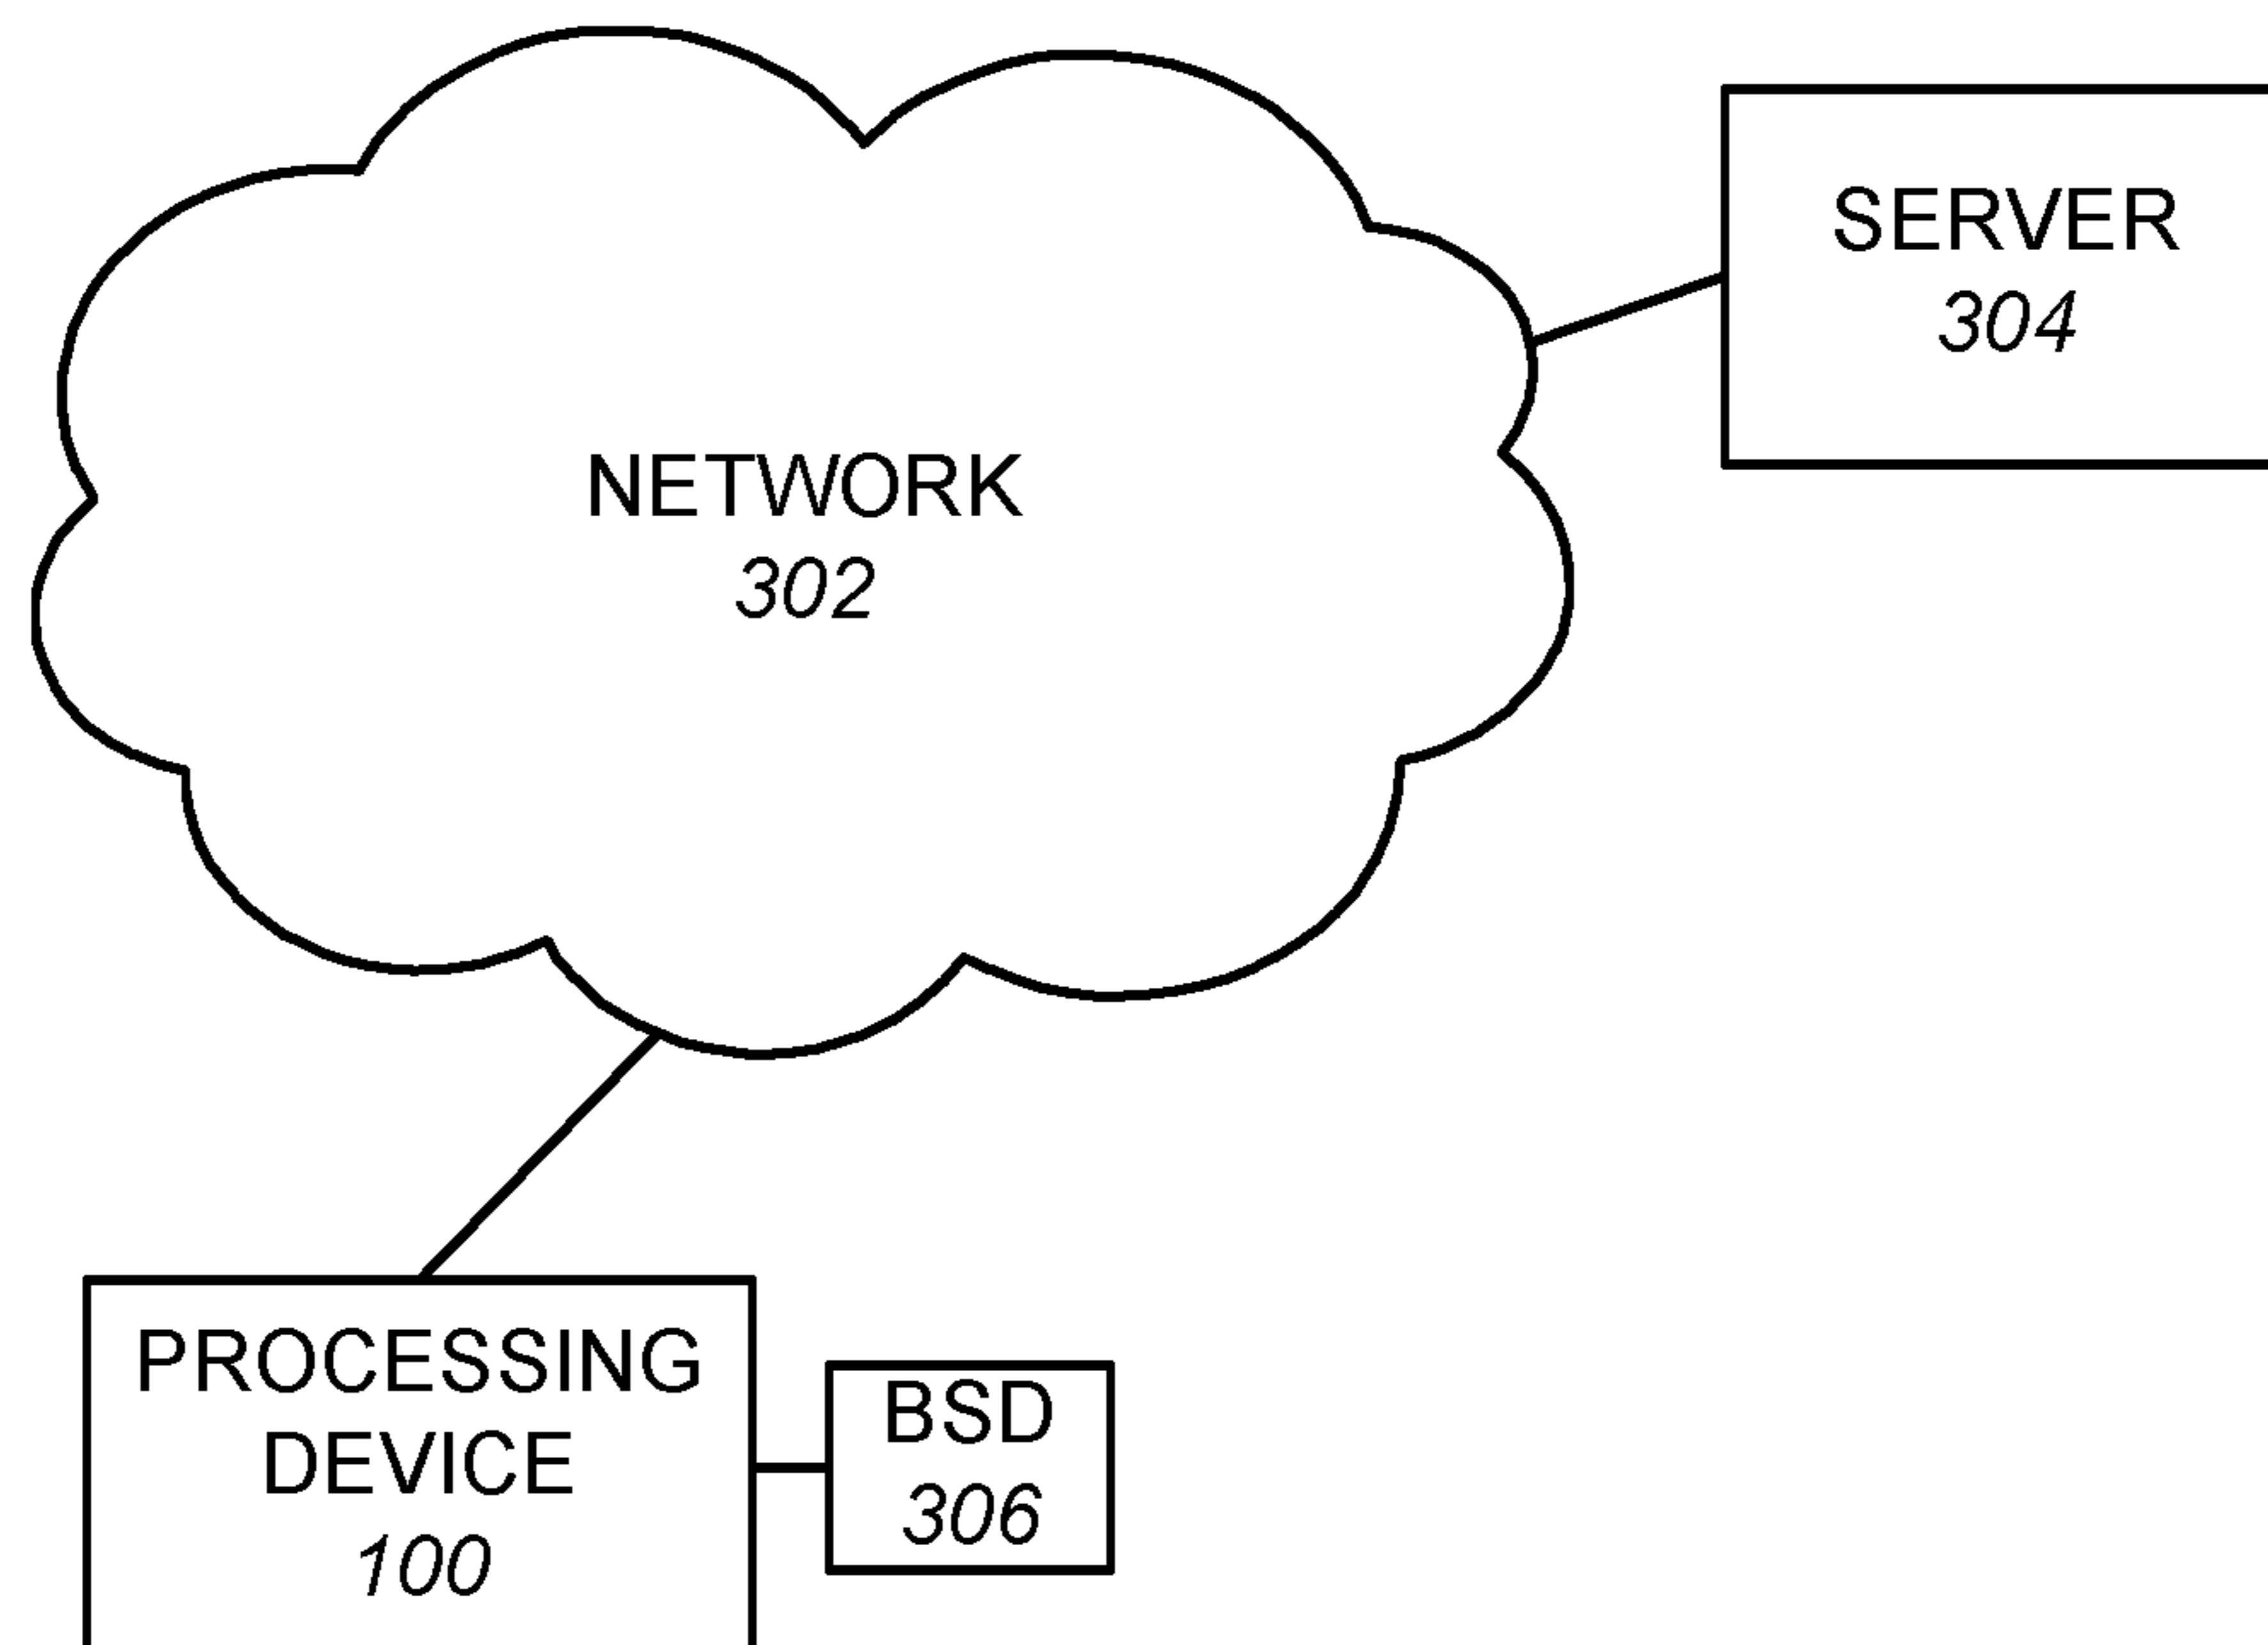 SERVER
304
NETWORK
302
PROCESSING
DEVICE
100
BSD
306